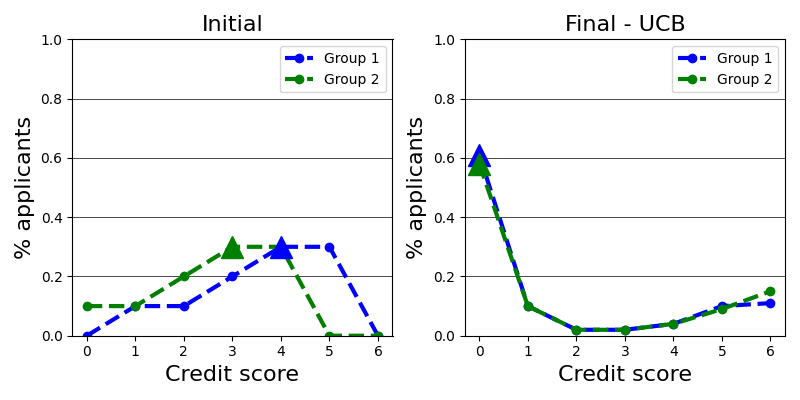 Initial
1.0
0.8
0.6
0.4
0.2
0.0
% applicants
0 1 2 3 4 5 6
Credit score
Group 1
Group 2
Final - UCB
1.0
0.8
0.6
0.4
0.2
0.0
% applicants
0 1 2 3 4 5 6
Credit score
Group 1
Group 2